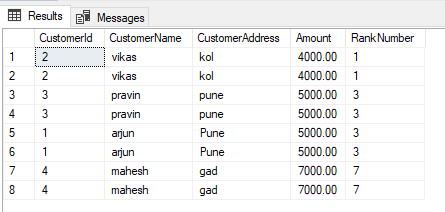 Results Messages
CustomerId CustomerName CustomerAddress Amount RankNumber
1 2 vikas kol 4000.00 1
2 2 vikas kol 4000.00 1
3 3 pravin pune 5000.00 3
4 3 pravin pune 5000.00 3
5 1 arjun Pune 5000.00 3
6 1 arjun Pune 5000.00 3
7 4 mahesh gad 7000.00 7
8 4 mahesh gad 7000.00 7